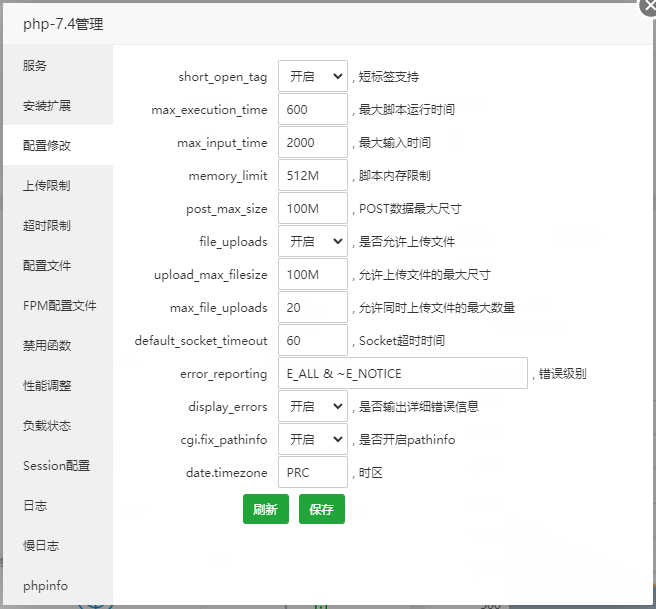 php-7.4管理
服务
安装扩展
配置修改
上传限制
超时限制
配置文件
FPM配置文件
禁用函数
性能调整
负载状态
Session配置
日志
慢日志
phpinfo
short_open_tag 开启 , 短标签支持
max_execution_time 600 , 最大脚本运行时间
max_input_time 2000 , 最大输入时间
memory_limit 512M , 脚本内存限制
post_max_size 100M , POST数据最大尺寸
file_uploads 开启 , 是否允许上传文件
upload_max_filesize 100M , 允许上传文件的最大尺寸
max_file_uploads 20 , 允许同时上传文件的最大数量
default_socket_timeout 60 , Socket超时时间
error_reporting E_ALL & ~E_NOTICE , 错误级别
display_errors 开启 , 是否输出详细错误信息
cgi.fix_pathinfo 开启 , 是否开启pathinfo
date.timezone PRC , 时区
刷新 保存